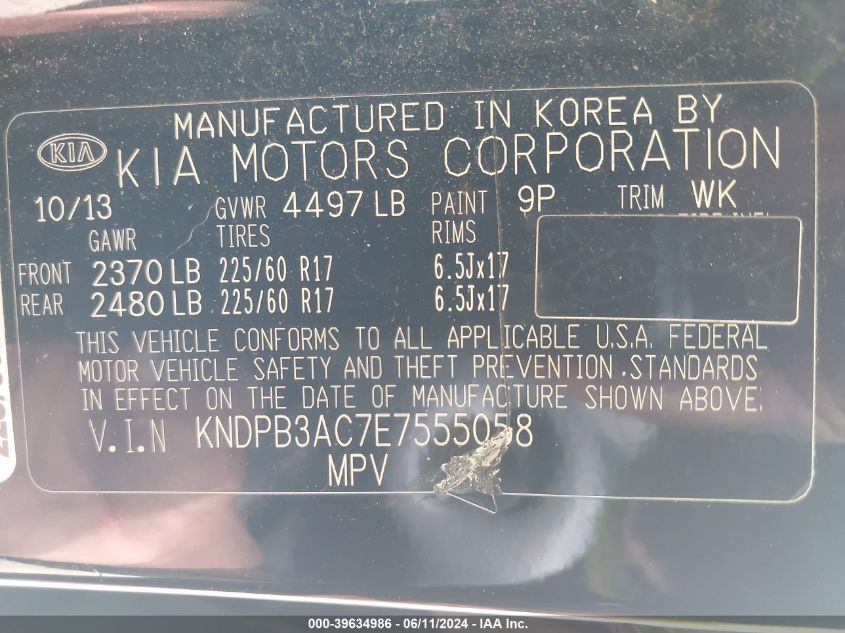 MANUFACTURED IN KOREA BY
KIA KIA MOTORS CORPORATION
10/13 GVWR 4497 LB PAINT 9P TRIM WK
GAWR TIRES RIMS
FRONT 2370 LB 225/60 R17 6.5Jx17
REAR 2480 LB 225/60 R17 6.5Jx17
THIS VEHICLE CONFORMS TO ALL APPLICABLE U.S.A. FEDERAL
MOTOR VEHICLE SAFETY AND THEFT PREVENTION STANDARDS
IN EFFECT ON THE DATE OF MANUFACTURE SHOWN ABOVE.
V.I.N KNDPB3AC7E7555058
MPV
000-39634986 - 06/11/2024 - IAA Inc.